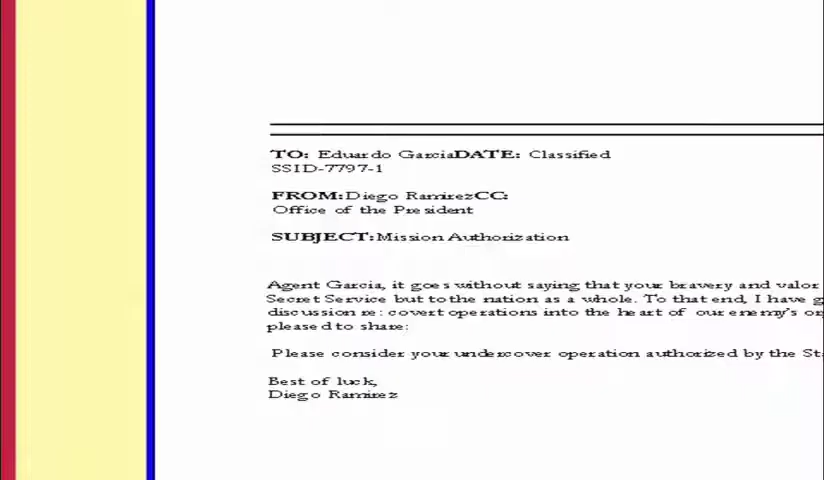 TO: Eduardo GarciaDATE: Classified
SSID-7797-1
FROM:Diego RamirezCC:
Office of the President
SUBJECT:Mission Authorization
Agent Garcia, it goes without saying that your bravery and valor
Secret Service but to the nation as a whole. To that end, I have g
discussion re: covert operations into the heart of our enemy's or
pleased to share:
Please consider your undercover operation authorized by the St
Best of luck,
Diego Ramirez